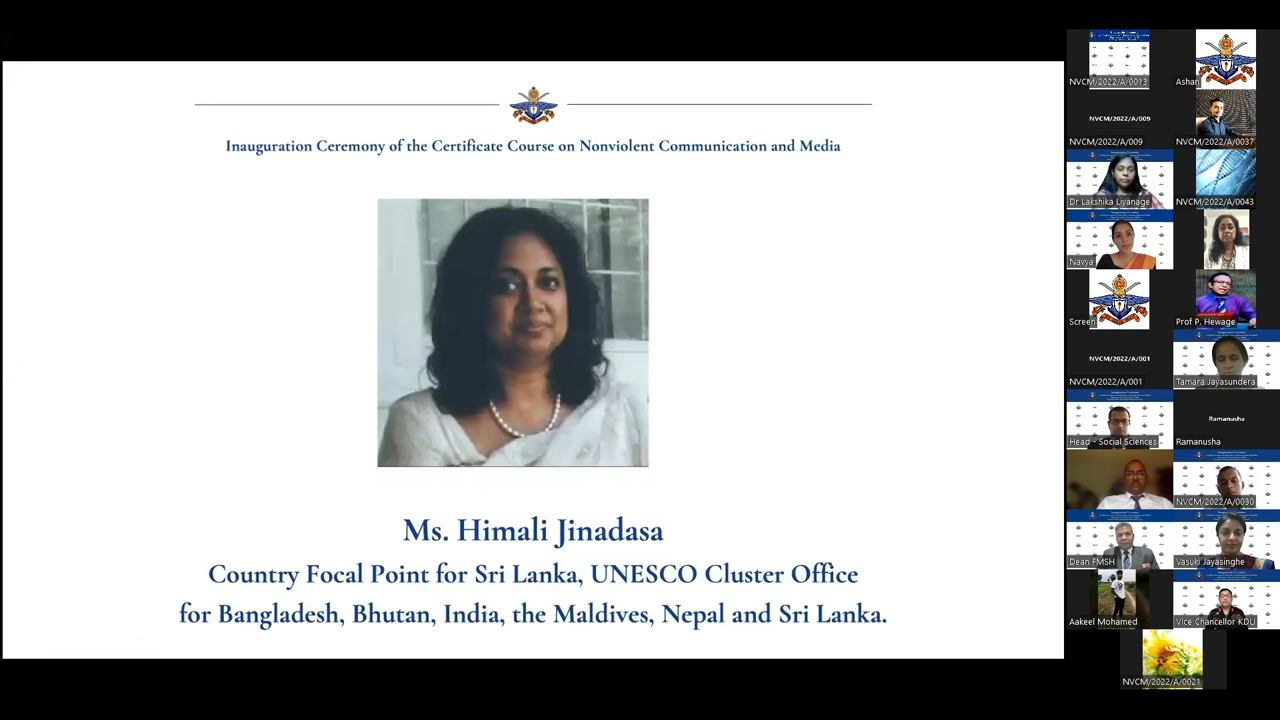 Inauguration Ceremony of the Certificate Course on Nonviolent Communication and Media
Ms. Himali Jinadasa
Country Focal Point for Sri Lanka, UNESCO Cluster Office
for Bangladesh, Bhutan, India, the Maldives, Nepal and Sri Lanka.
NVCM/2022/A/0013
Ashan
NVCM/2022/A/009
NVCM/2022/A/009
NVCM/2022/A/0037
Dr Lakshika Liyanage
NVCM/2022/A/0043
Navya
Screen
Prof P. Hewage
NVCM/2022/A/001
NVCM/2022/A/001
Tamara Jayasundera
Head - Social Sciences
Ramanusha
Ramanusha
NVCM/2022/A/0030
Dean FMSH
Vasuki Jayasinghe
Aakeel Mohamed
Vice Chancellor KDU
NVCM/2022/A/0021